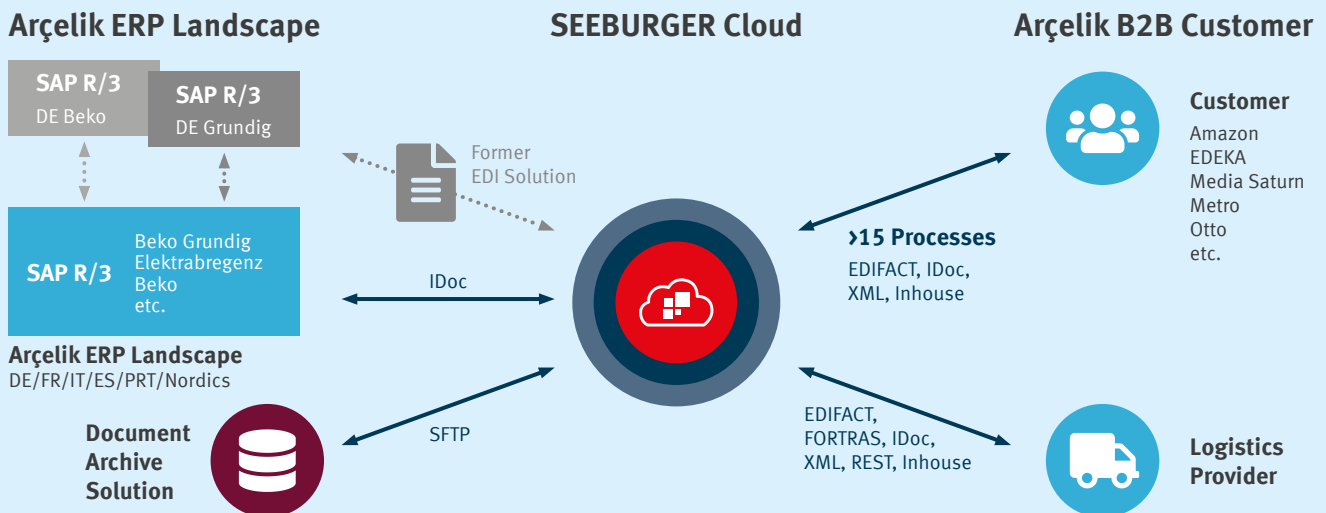 Arçelik ERP Landscape
SEEBURGER Cloud
Arçelik B2B Customer
SAP R/3
DE Beko
SAP R/3
DE Grundig
Former
EDI Solution
Customer
Amazon
EDEKA
Media Saturn
Metro
Otto
etc.
SAP R/3
Beko Grundig
Elektrabregenz
Beko
etc.
IDoc
>15 Processes
EDIFACT, IDoc,
XML, Inhouse
Arçelik ERP Landscape
DE/FR/IT/ES/PRT/Nordics
Document
Archive
Solution
SFTP
EDIFACT,
FORTRAS, IDoc,
XML, REST, Inhouse
Logistics
Provider